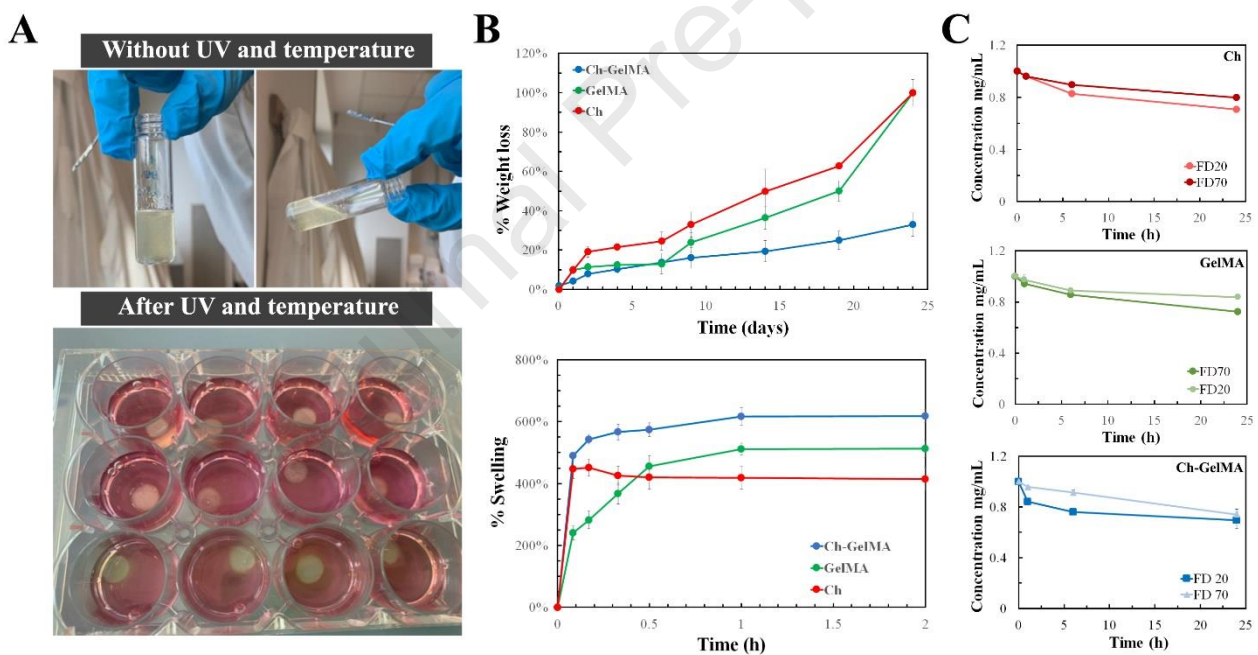 A
Without UV and temperature
After UV and temperature
B
% Weight loss
120%
100%
80%
60%
40%
20%
0%
Ch-GelMA
GelMA
Ch
0
5
10
15
20
25
Time (days)
% Swelling
800%
600%
400%
200%
0%
Ch-GelMA
GelMA
Ch
0
0.5
1
1.5
2
Time (h)
C
Concentration mg/mL
1.2
0.8
0.4
0
Ch
FD20
FD70
0
5
10
15
20
25
Time (h)
Concentration mg/mL
1.2
0.8
0.4
0
GelMA
FD70
FD20
0
5
10
15
20
25
Time (h)
Concentration mg/mL
1.2
0.8
0.4
0
Ch-GelMA
FD 20
FD 70
0
5
10
15
20
25
Time (h)